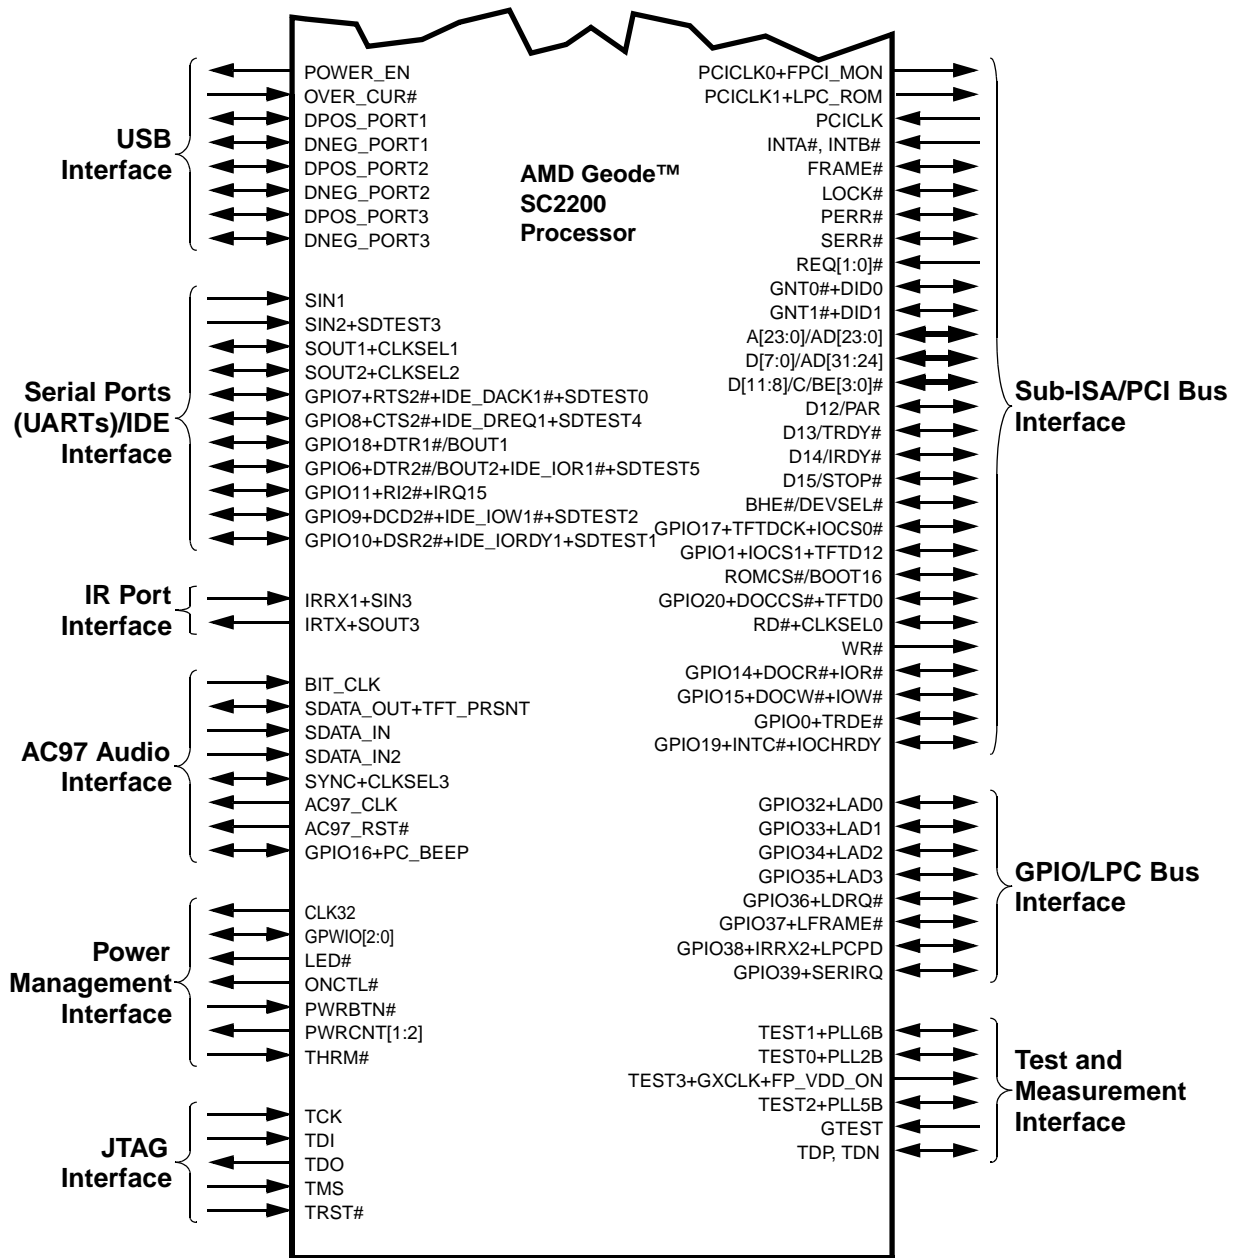 AMD Geode™
SC2200
Processor
USB
Interface
POWER_EN
OVER_CUR#
DPOS_PORT1
DNEG_PORT1
DPOS_PORT2
DNEG_PORT2
DPOS_PORT3
DNEG_PORT3
Serial Ports
(UARTs)/IDE
Interface
SIN1
SIN2+SDTEST3
SOUT1+CLKSEL1
SOUT2+CLKSEL2
GPIO7+RTS2#+IDE_DACK1#+SDTEST0
GPIO8+CTS2#+IDE_DREQ1+SDTEST4
GPIO18+DTR1#/BOUT1
GPIO6+DTR2#/BOUT2+IDE_IOR1#+SDTEST5
GPIO11+RI2#+IRQ15
GPIO9+DCD2#+IDE_IOW1#+SDTEST2
GPIO10+DSR2#+IDE_IORDY1+SDTEST1
IR Port
Interface
IRRX1+SIN3
IRTX+SOUT3
AC97 Audio
Interface
BIT_CLK
SDATA_OUT+TFT_PRSNT
SDATA_IN
SDATA_IN2
SYNC+CLKSEL3
AC97_CLK
AC97_RST#
GPIO16+PC_BEEP
Power
Management
Interface
CLK32
GPWIO[2:0]
LED#
ONCTL#
PWRBTN#
PWRCNT[1:2]
THRM#
JTAG
Interface
TCK
TDI
TDO
TMS
TRST#
PCICLK0+FPCI_MON
PCICLK1+LPC_ROM
PCICLK
INTA#, INTB#
FRAME#
LOCK#
PERR#
SERR#
REQ[1:0]#
GNT0#+DID0
GNT1#+DID1
A[23:0]/AD[23:0]
D[7:0]/AD[31:24]
D[11:8]/C/BE[3:0]#
D12/PAR
D13/TRDY#
D14/IRDY#
D15/STOP#
BHE#/DEVSEL#
GPIO17+TFTDCK+IOCS0#
GPIO1+IOCS1+TFTD12
ROMCS#/BOOT16
GPIO20+DOCCS#+TFTD0
RD#+CLKSEL0
WR#
GPIO14+DOCR#+IOR#
GPIO15+DOCW#+IOW#
GPIO0+TRDE#
GPIO19+INTC#+IOCHRDY
Sub-ISA/PCI Bus
Interface
GPIO32+LAD0
GPIO33+LAD1
GPIO34+LAD2
GPIO35+LAD3
GPIO36+LDRQ#
GPIO37+LFRAME#
GPIO38+IRRX2+LPCPD
GPIO39+SERIRQ
GPIO/LPC Bus
Interface
TEST1+PLL6B
TEST0+PLL2B
TEST3+GXCLK+FP_VDD_ON
TEST2+PLL5B
GTEST
TDP, TDN
Test and
Measurement
Interface